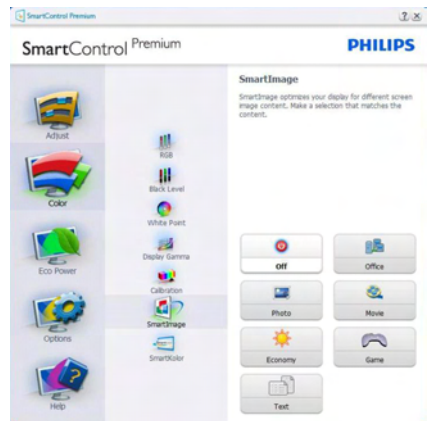 SmartControl Premium
SmartControl Premium
PHILIPS
Adjust
Color
Eco Power
Options
Help
RGB
Black Level
White Point
Display Gamma
Calibration
SmartImage
SmartKolor
SmartImage
SmartImage optimizes your display for different screen
image content. Make a selection that matches the
content.
Off
Office
Photo
Movie
Economy
Game
Text